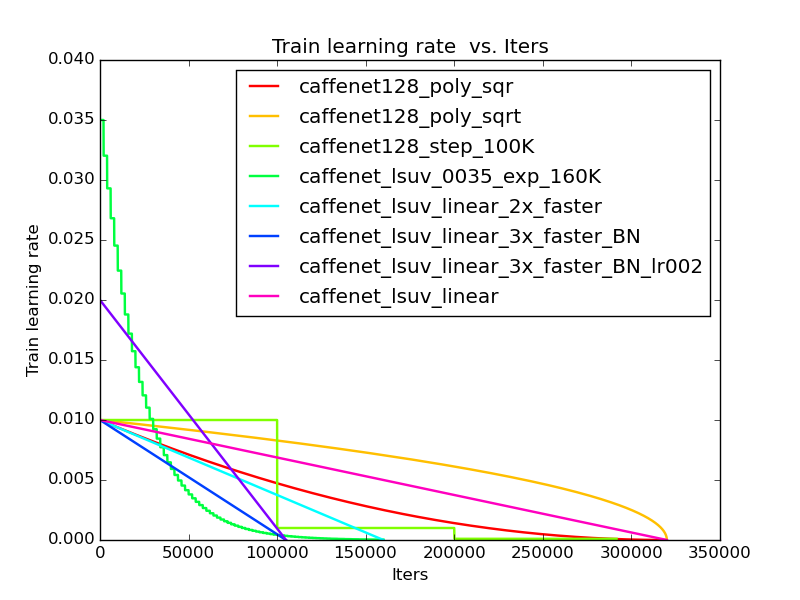 Train learning rate  vs. Iters
0.040
0.035
0.030
0.025
0.020
0.015
0.010
0.005
0.000
Train learning rate
caffenet128_poly_sqr
caffenet128_poly_sqrt
caffenet128_step_100K
caffenet_lsuv_0035_exp_160K
caffenet_lsuv_linear_2x_faster
caffenet_lsuv_linear_3x_faster_BN
caffenet_lsuv_linear_3x_faster_BN_lr002
caffenet_lsuv_linear
0 50000 100000 150000 200000 250000 300000 350000
Iters